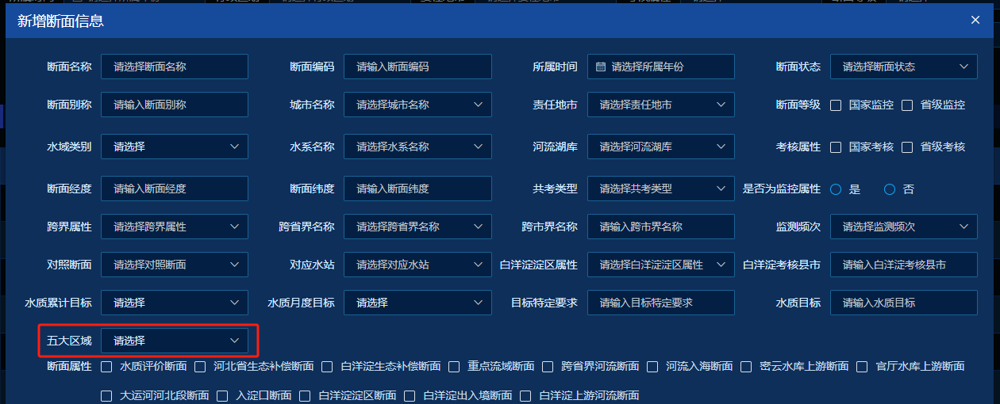 新增断面信息
断面名称 请选择断面名称 断面编码 请输入断面编码 所属时间 请选择所属年份 断面状态 请选择断面状态
断面别称 请输入断面别称 城市名称 请选择城市名称 责任地市 请选择责任地市 断面等级 国家监控 省级监控
水域类别 请选择 水系名称 请选择水系名称 河流湖库 请选择河流湖库 考核属性 国家考核 省级考核
断面经度 请输入断面经度 断面纬度 请输入断面纬度 共考类型 请选择共考类型 是否为监控属性 是 否
跨界属性 请选择跨界属性 跨省界名称 请选择跨省界名称 跨市界名称 请输入跨市界名称 监测频次 请选择监测频次
对照断面 请选择对照断面 对应水站 请选择对应水站 白洋淀淀区属性 请选择白洋淀淀区属性 白洋淀考核县市 请输入白洋淀考核县市
水质累计目标 请选择 水质月度目标 请选择 目标特定要求 请输入目标特定要求 水质目标 请输入水质目标
五大区域 请选择
断面属性 水质评价断面 河北省生态补偿断面 白洋淀生态补偿断面 重点流域断面 跨省界河流断面 河流入海断面 密云水库上游断面 官厅水库上游断面
大运河河北段断面 入淀口断面 白洋淀淀区断面 白洋淀出入境断面 白洋淀上游河流断面